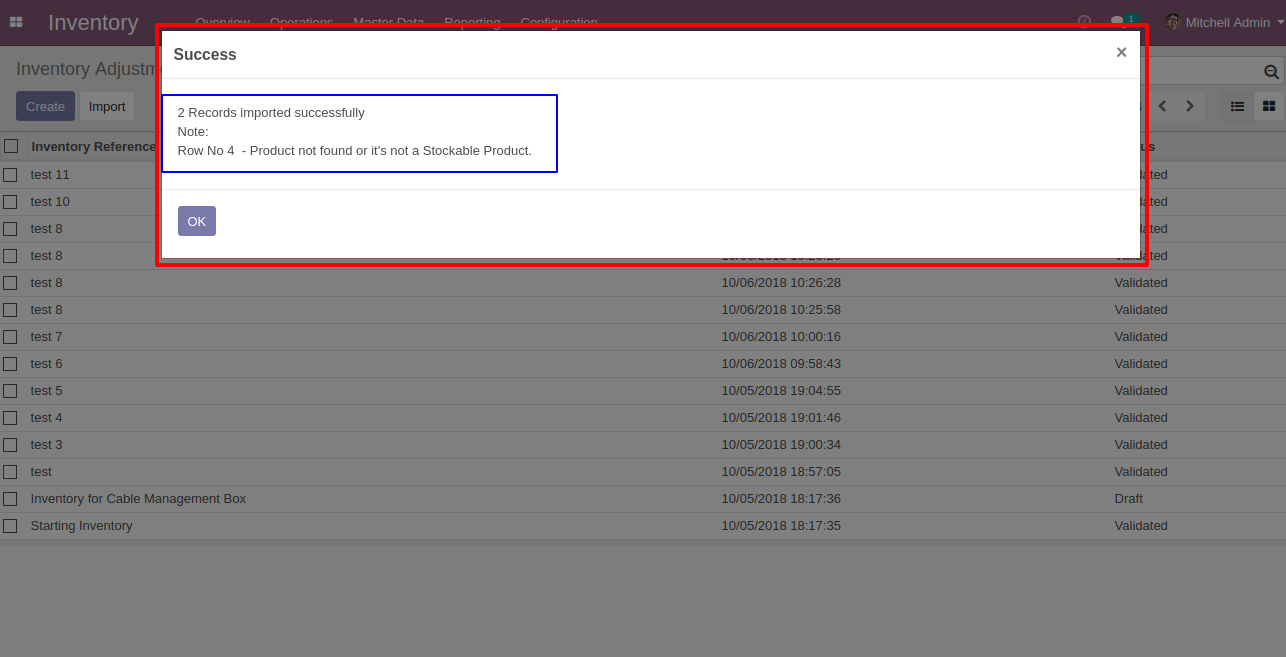 Inventory
Overview Operations Master Data Reporting Configuration
1
Mitchell Admin
Success ×
2 Records imported successfully
Note:
Row No 4 - Product not found or it's not a Stockable Product.
OK
Create Import
Inventory Reference
test 11
test 10
test 8
test 8 Validated
test 8 10/06/2018 10:26:28 Validated
test 8 10/06/2018 10:25:58 Validated
test 7 10/06/2018 10:00:16 Validated
test 6 10/06/2018 09:58:43 Validated
test 5 10/05/2018 19:04:55 Validated
test 4 10/05/2018 19:01:46 Validated
test 3 10/05/2018 19:00:34 Validated
test 10/05/2018 18:57:05 Validated
Inventory for Cable Management Box 10/05/2018 18:17:36 Draft
Starting Inventory 10/05/2018 18:17:35 Validated